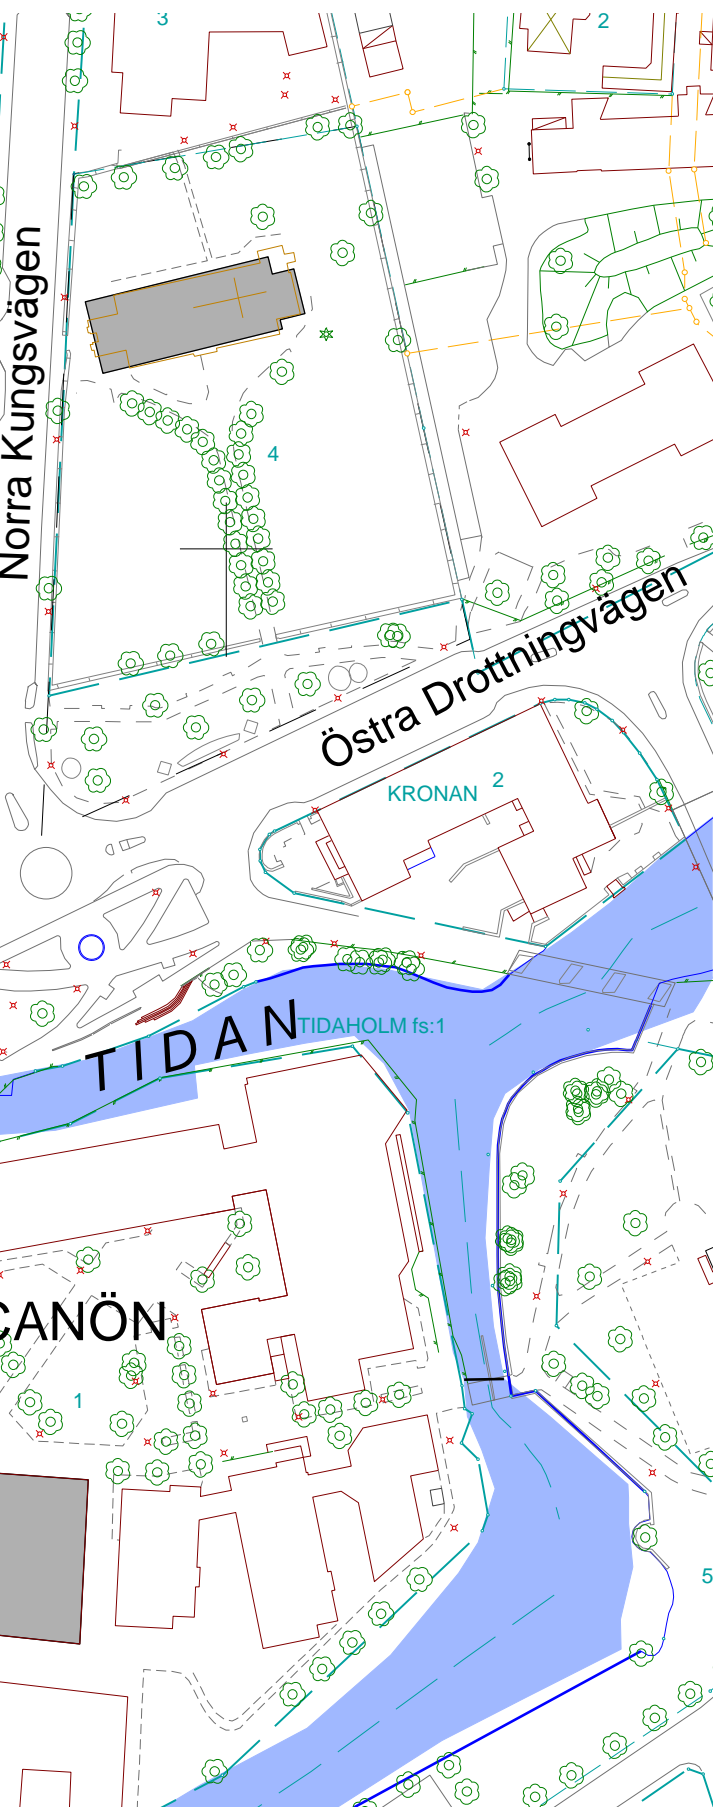 3
2
Norra Kungsvägen
4
Östra Drottningvägen
KRONAN 2
TIDAN
TIDAHOLM fs:1
CANÖN
1
5